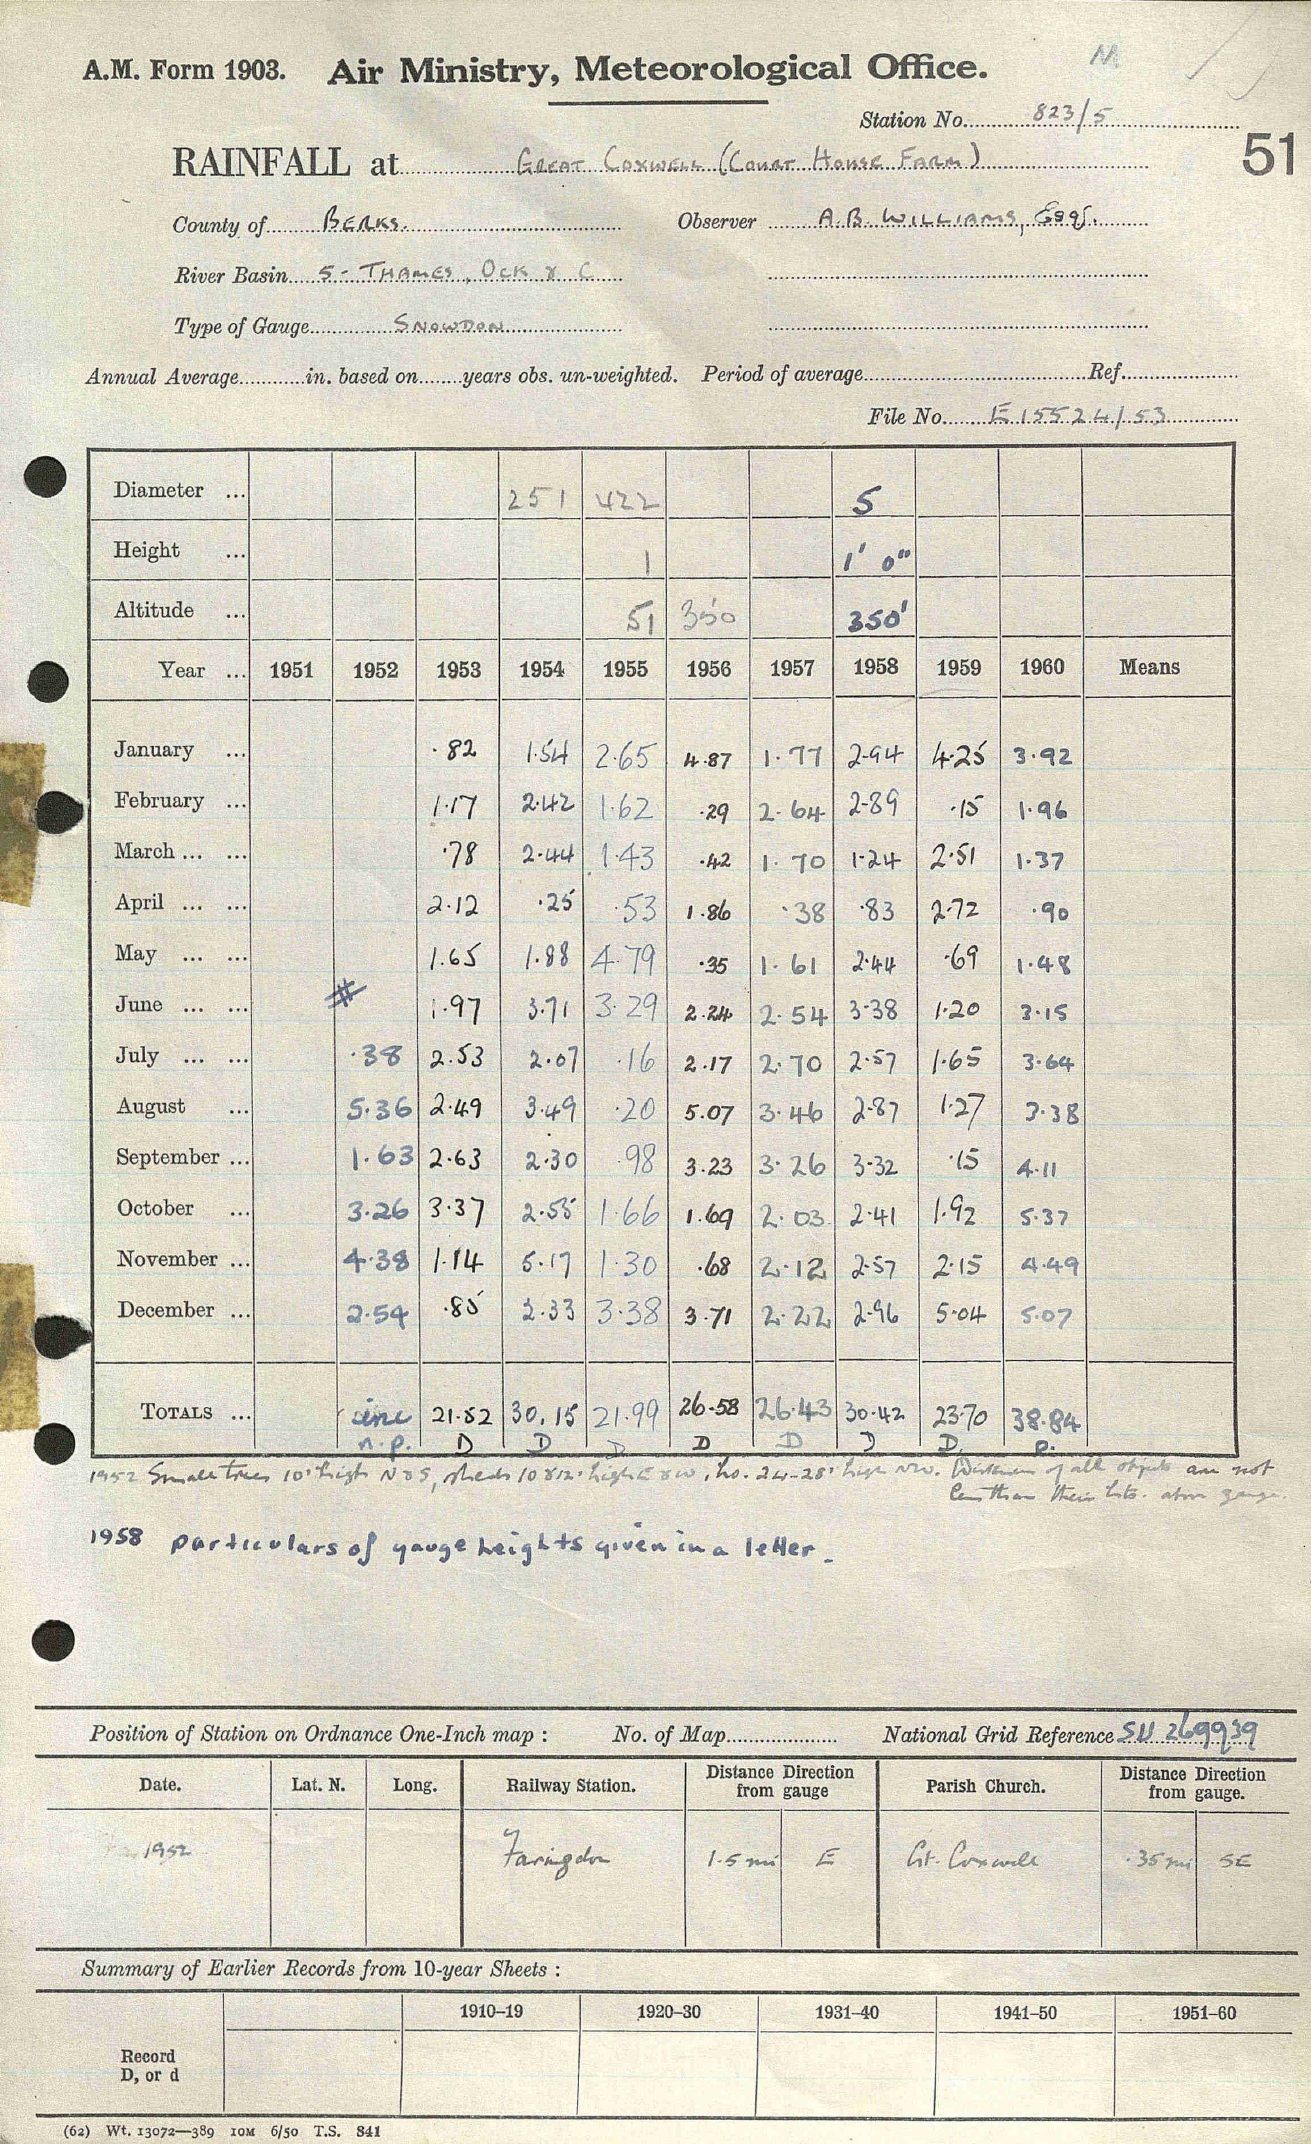 A.M. Form 1903. Air Ministry, Meteorological Office. M
Station No. 823/5
51
RAINFALL at GREAT COXWELL (COURT HOUSE FARM)
County of BERKS. Observer A.B. WILLIAMS, Esq.
River Basin 5 - THAMES, OCK & C
Type of Gauge SNOWDON
Annual Average in. based on years obs. un-weighted. Period of average Ref.
File No. E 15524/53
Diameter ... 251 422 5
Height ... 1 1' 0"
Altitude ... 51 350 350'
Year ... 1951 1952 1953 1954 1955 1956 1957 1958 1959 1960 Means
January ... .82 1.54 2.65 4.87 1.77 2.94 4.25 3.92
February ... 1.17 2.42 1.62 .29 2.64 2.89 .15 1.96
March ... ... .78 2.44 1.43 .42 1.70 1.24 2.51 1.37
April ... ... 2.12 .25 .53 1.86 .38 .83 2.72 .90
May ... ... 1.65 1.88 4.79 .35 1.61 2.44 .69 1.48
June ... ... # 1.97 3.71 3.29 2.24 2.54 3.38 1.20 3.15
July ... ... .38 2.53 2.07 .16 2.17 2.70 2.57 1.65 3.64
August ... 5.36 2.49 3.49 .20 5.07 3.46 2.87 1.27 3.38
September ... 1.63 2.63 2.30 .98 3.23 3.26 3.32 .15 4.11
October ... 3.26 3.37 2.55 1.66 1.69 2.03 2.41 1.92 5.37
November ... 4.38 1.14 5.17 1.30 .68 2.12 2.57 2.15 4.49
December ... 2.54 .85 2.33 3.38 3.71 2.22 2.96 5.04 5.07
TOTALS ... inc 21.52 30.15 21.99 26.58 26.43 30.42 23.70 38.84
n.p. D D D D D D D P.
1952 Small trees 10' high N & S, sheds 10 & 12' high E & W, ho. 24-28' high NW. Distances of all objects are not
less than their hts. above gauge.
1958 particulars of gauge heights given in a letter.
Position of Station on Ordnance One-Inch map : No. of Map National Grid Reference SU 269939
Date. Lat. N. Long. Railway Station. Distance Direction from gauge Parish Church. Distance Direction from gauge.
1952 Faringdon 1.5 mi E Gt. Coxwell .35 mi SE
Summary of Earlier Records from 10-year Sheets :
1910–19 1920–30 1931–40 1941–50 1951–60
Record
D, or d
(62) Wt. 13072—389 10M 6/50 T.S. 841